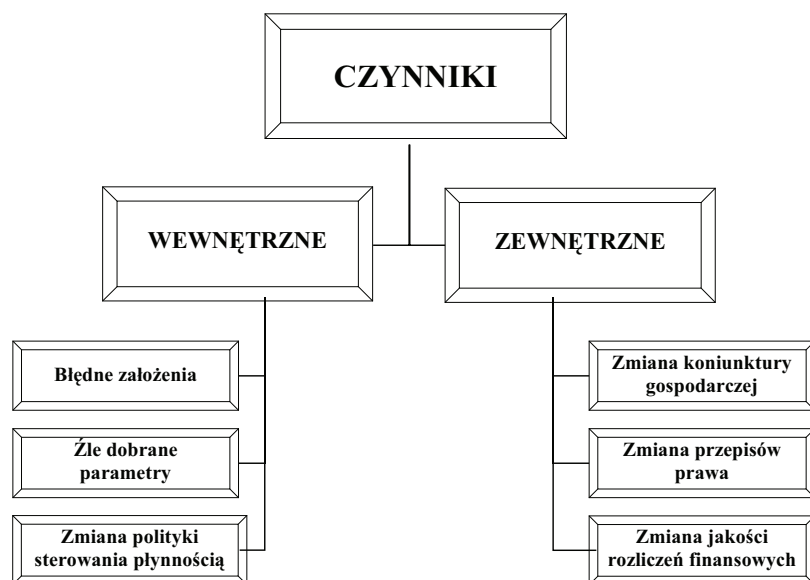 CZYNNIKI
WEWNĘTRZNE
ZEWNĘTRZNE
Błędne założenia
Źle dobrane
parametry
Zmiana polityki
sterowania płynnością
Zmiana koniunktury
gospodarczej
Zmiana przepisów
prawa
Zmiana jakości
rozliczeń finansowych